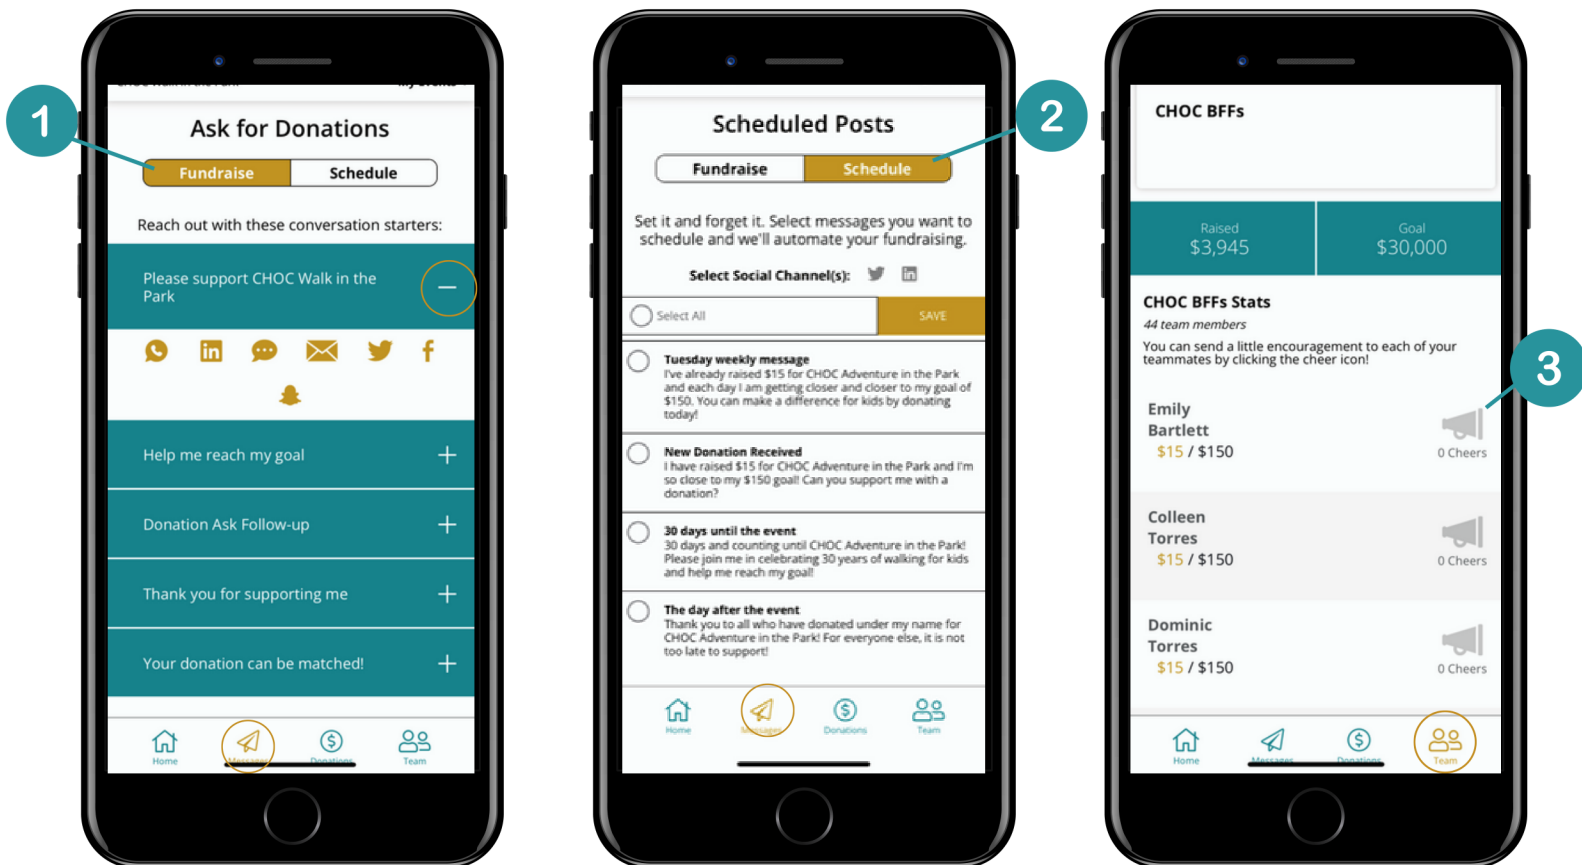 1
CHOC Walk in the Park
My Events
Ask for Donations
Fundraise
Schedule
Reach out with these conversation starters:
Please support CHOC Walk in the
Park
Help me reach my goal
Donation Ask Follow-up
Thank you for supporting me
Your donation can be matched!
Home
Messages
Donations
Team
2
Scheduled Posts
Fundraise
Schedule
Set it and forget it. Select messages you want to
schedule and we'll automate your fundraising.
Select Social Channel(s):
Select All
SAVE
Tuesday weekly message
I've already raised $15 for CHOC Adventure in the Park
and each day I am getting closer and closer to my goal of
$150. You can make a difference for kids by donating
today!
New Donation Received
I have raised $15 for CHOC Adventure in the Park and I'm
so close to my $150 goal! Can you support me with a
donation?
30 days until the event
30 days and counting until CHOC Adventure in the Park!
Please join me in celebrating 30 years of walking for kids
and help me reach my goal!
The day after the event
Thank you to all who have donated under my name for
CHOC Adventure in the Park! For everyone else, it is not
too late to support!
Home
Messages
Donations
Team
CHOC BFFs
Raised
$3,945
Goal
$30,000
CHOC BFFs Stats
44 team members
You can send a little encouragement to each of your
teammates by clicking the cheer icon!
3
Emily
Bartlett
$15 / $150
0 Cheers
Colleen
Torres
$15 / $150
0 Cheers
Dominic
Torres
$15 / $150
0 Cheers
Home
Messages
Donations
Team